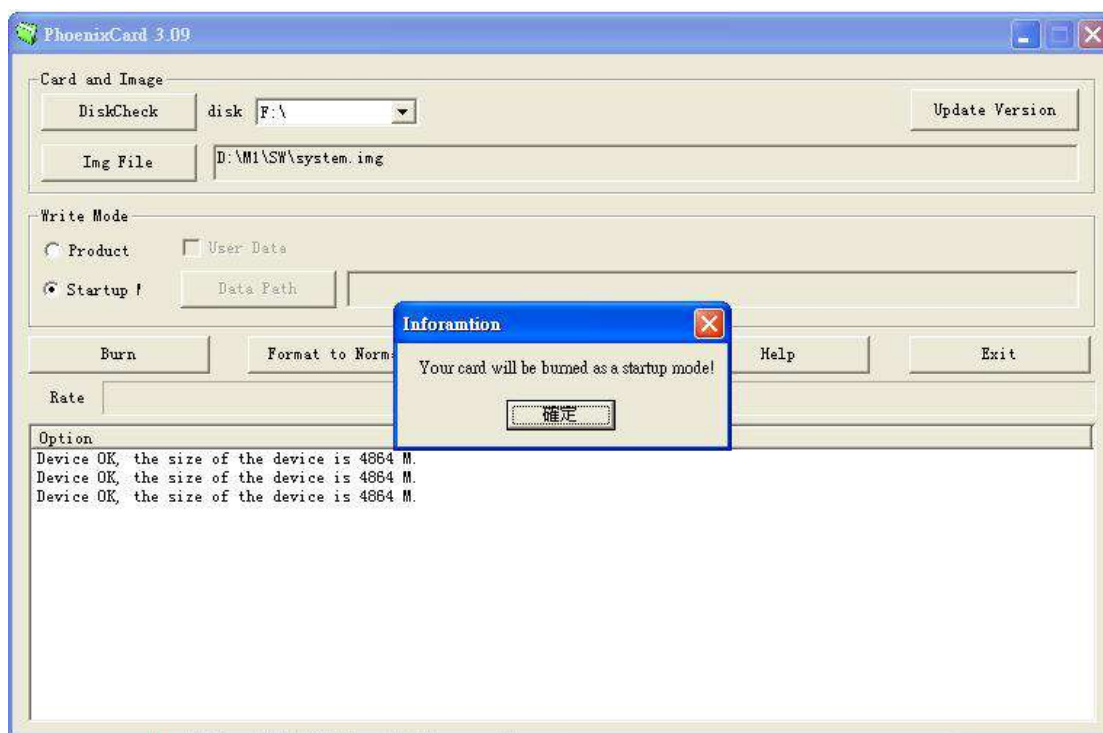 PhoenixCard 3.09
Card and Image
DiskCheck disk F:\ Update Version
Img File D:\M1\SW\system.img
Write Mode
Product User Data
Startup ! Data Path
Inforamtion
Your card will be burned as a startup mode!
確定
Burn Format to Norm Help Exit
Rate
Option
Device OK, the size of the device is 4864 M.
Device OK, the size of the device is 4864 M.
Device OK, the size of the device is 4864 M.